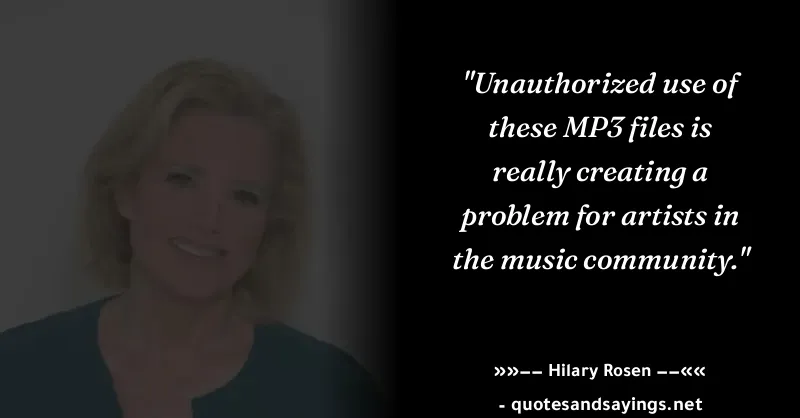 "Unauthorized use of
these MP3 files is
really creating a
problem for artists in
the music community."
»»−− Hilary Rosen −−««
- quotesandsayings.net